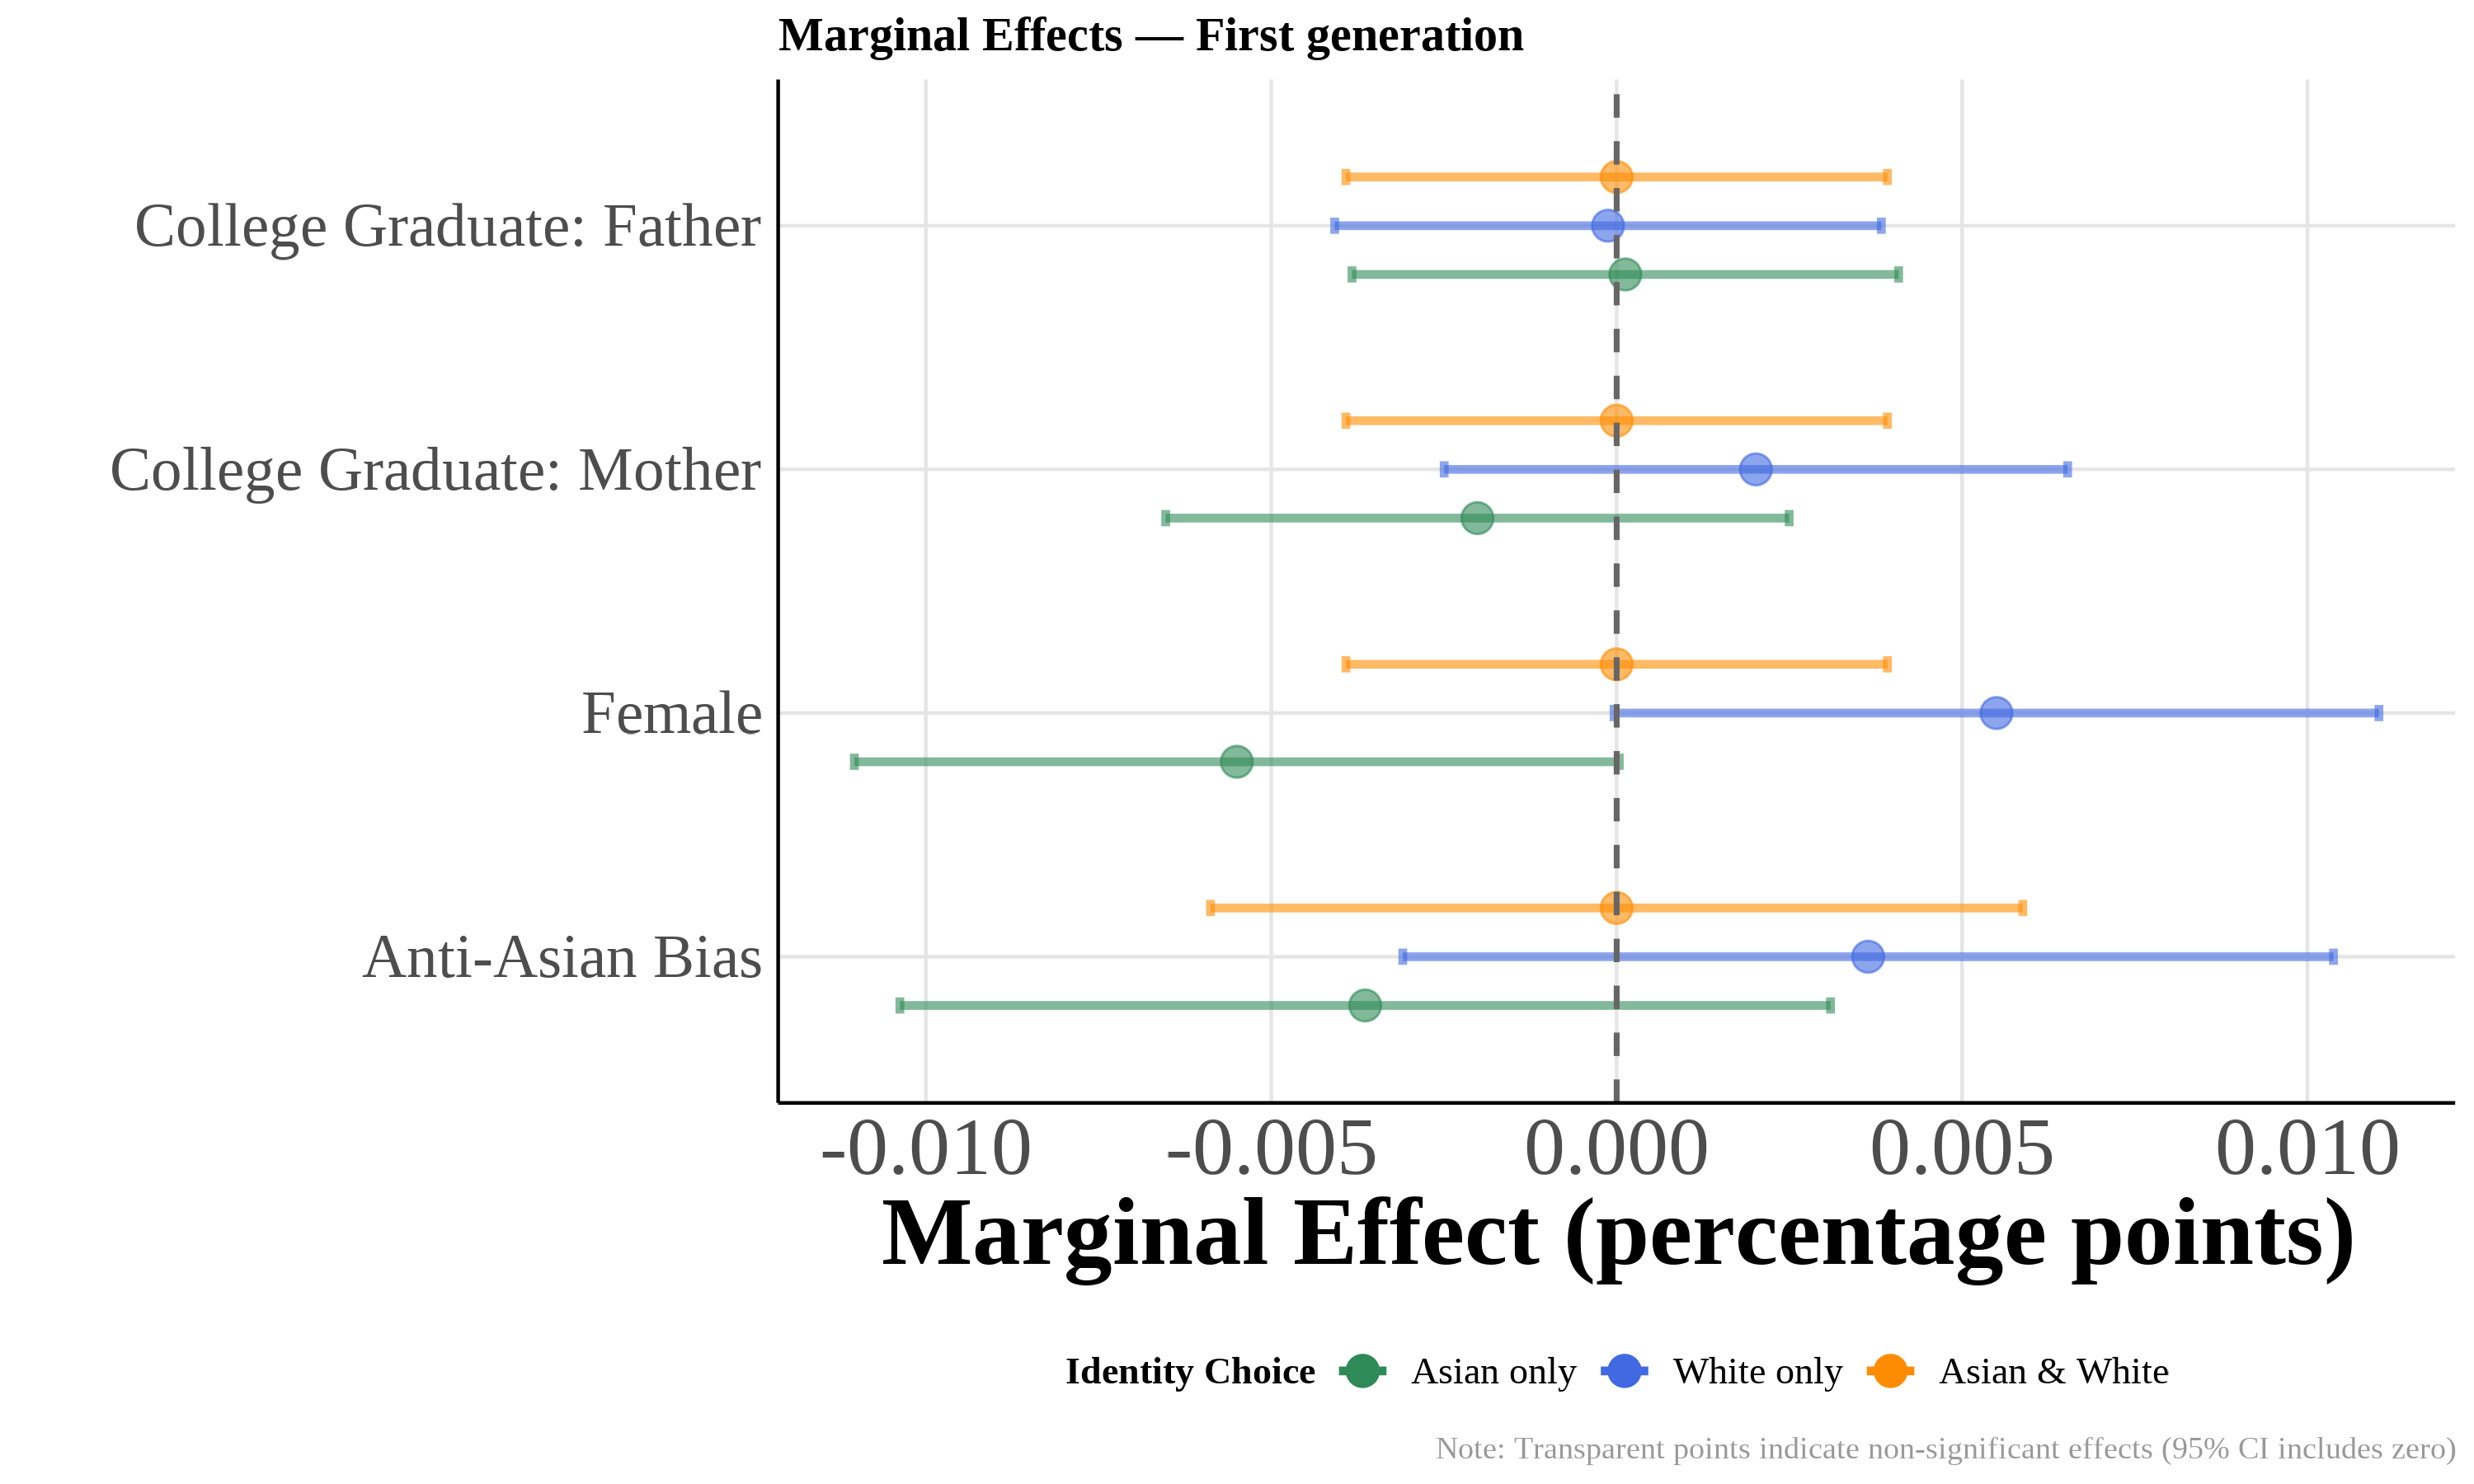 Marginal Effects — First generation
College Graduate: Father
College Graduate: Mother
Female
Anti-Asian Bias
-0.010 -0.005 0.000 0.005 0.010
Marginal Effect (percentage points)
Identity Choice Asian only White only Asian & White
Note: Transparent points indicate non-significant effects (95% CI includes zero)